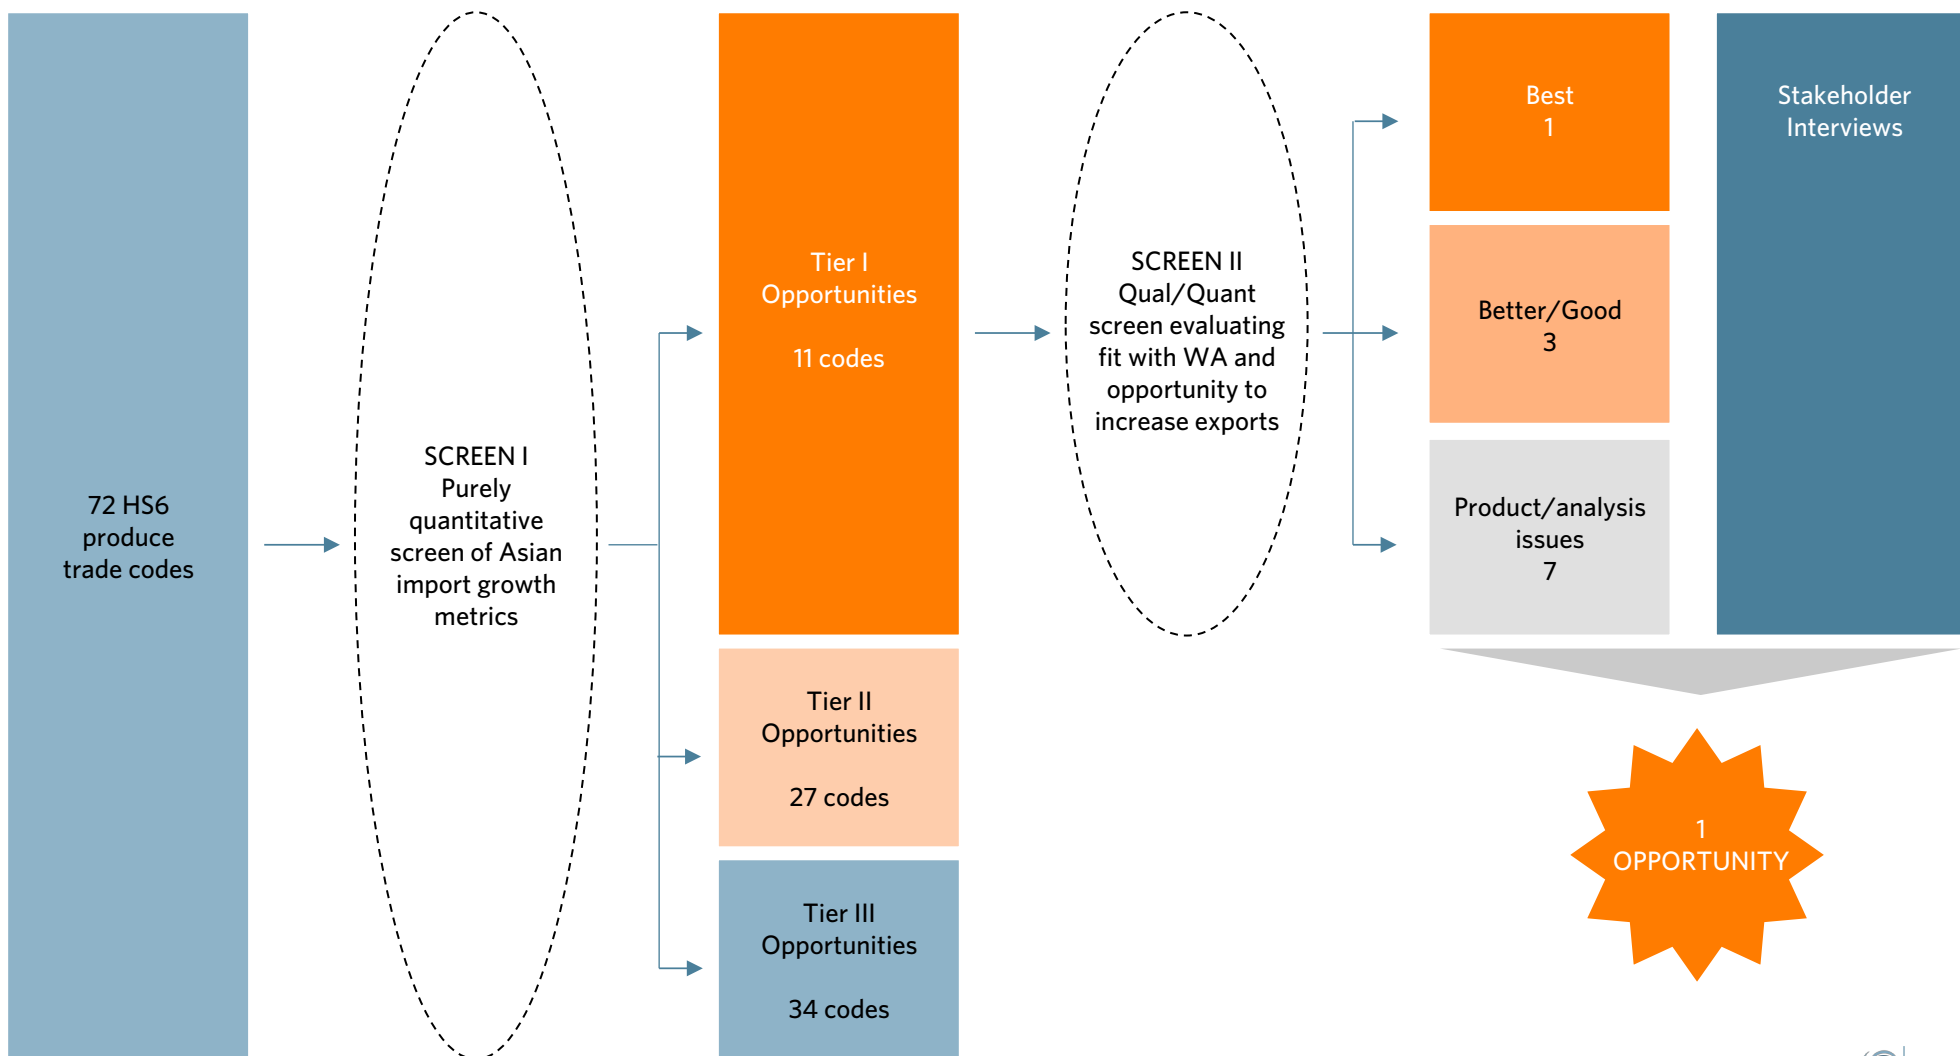 72 HS6
produce
trade codes
SCREEN I
Purely
quantitative
screen of Asian
import growth
metrics
Tier I
Opportunities
11 codes
Tier II
Opportunities
27 codes
Tier III
Opportunities
34 codes
SCREEN II
Qual/Quant
screen evaluating
fit with WA and
opportunity to
increase exports
Best
1
Better/Good
3
Product/analysis
issues
7
Stakeholder
Interviews
1
OPPORTUNITY